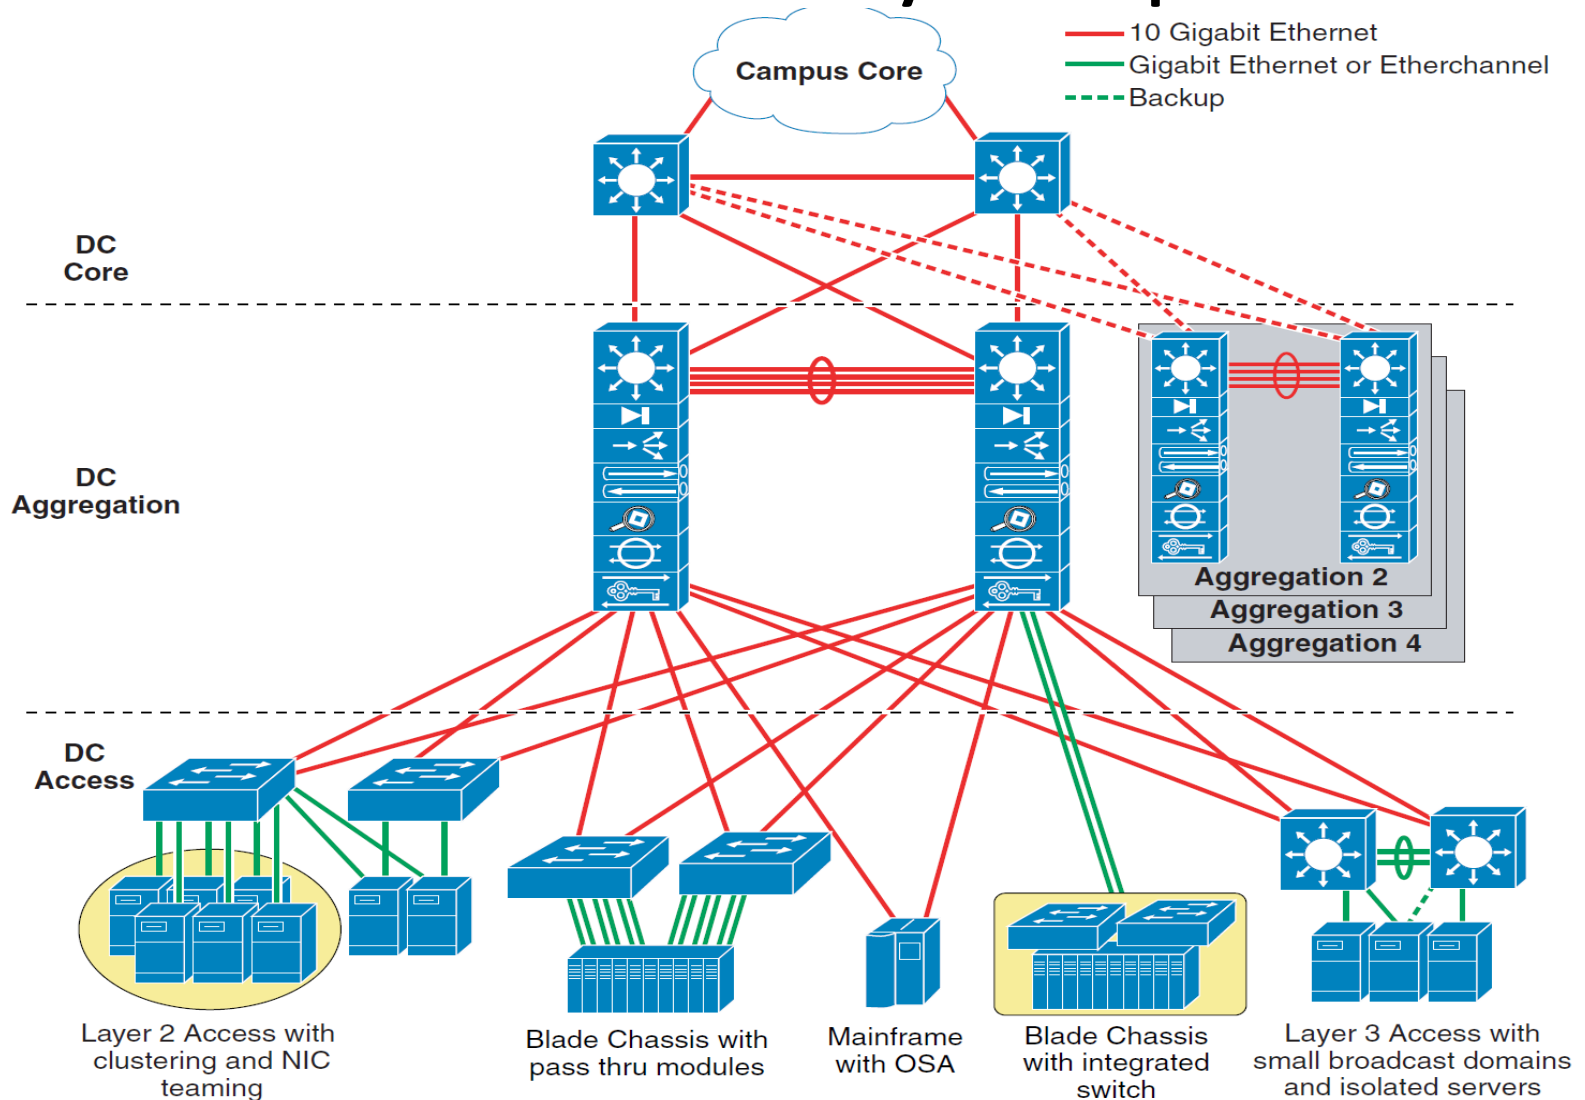 10 Gigabit Ethernet
Gigabit Ethernet or Etherchannel
Backup
Campus Core
DC
Core
DC
Aggregation
Aggregation 2
Aggregation 3
Aggregation 4
DC
Access
Layer 2 Access with
clustering and NIC
teaming
Blade Chassis with
pass thru modules
Mainframe
with OSA
Blade Chassis
with integrated
switch
Layer 3 Access with
small broadcast domains
and isolated servers